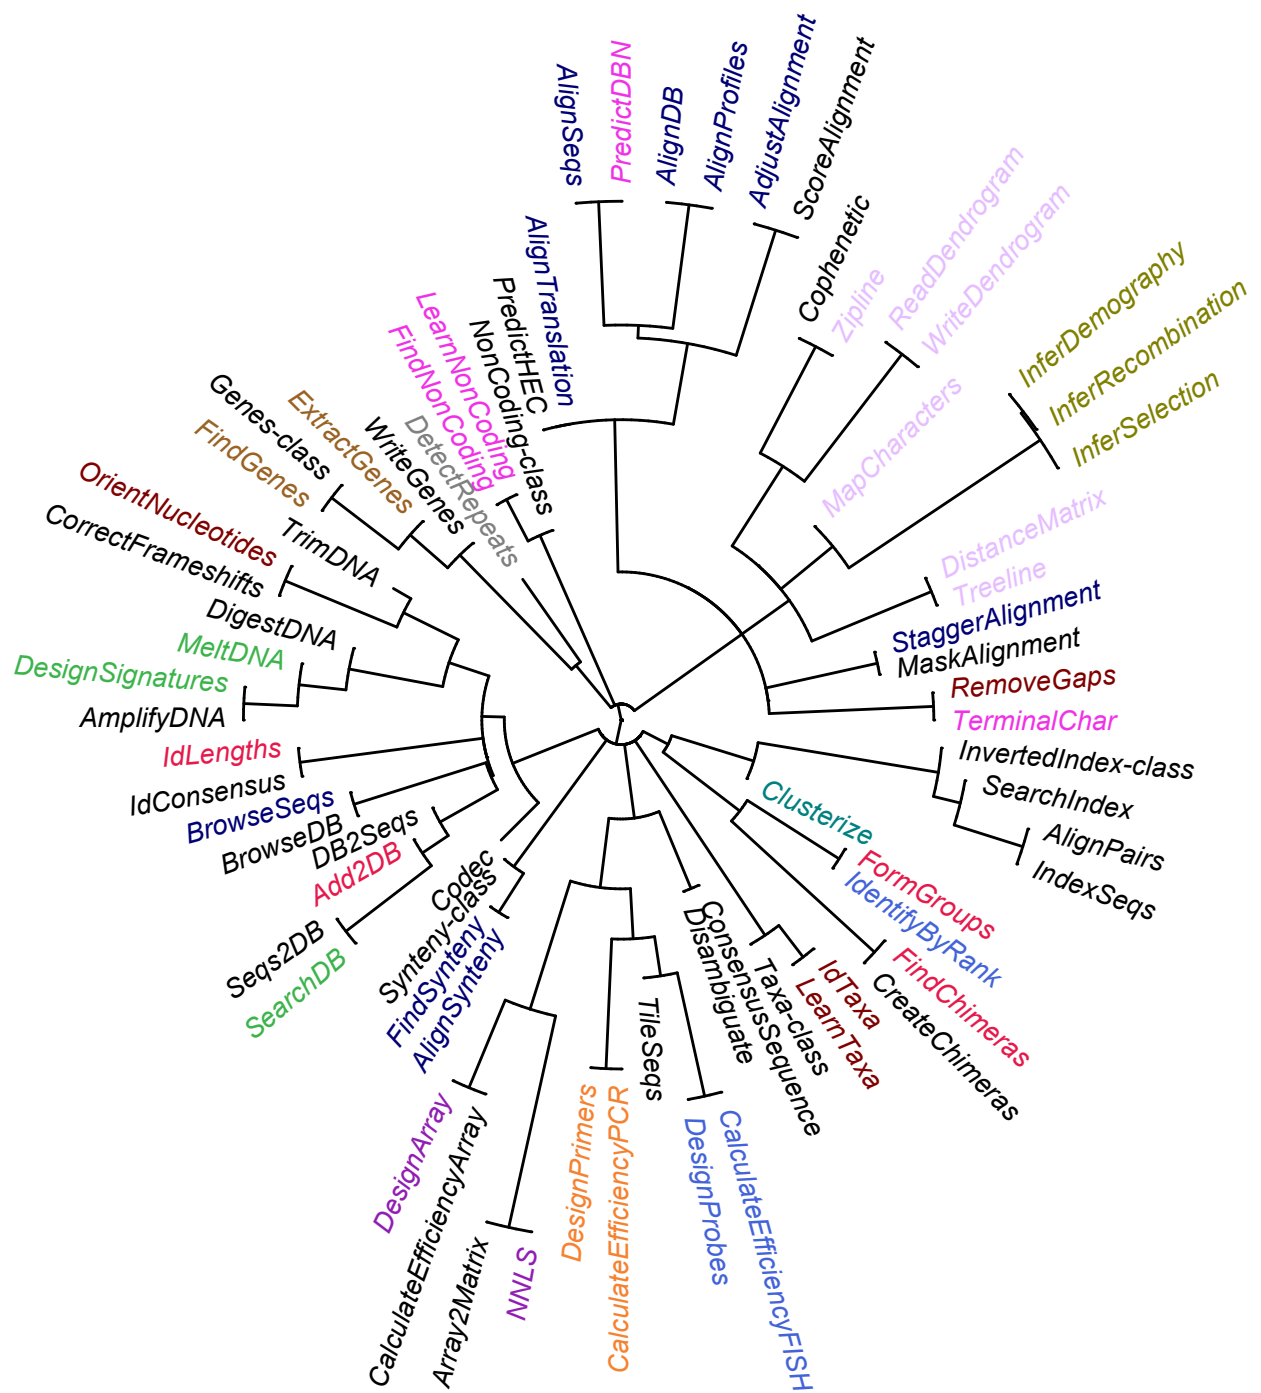 AlignSeqs
PredictDBN
AlignDB
AlignProfiles
AdjustAlignment
ScoreAlignment
Cophenetic
Zipline
ReadDendrogram
WriteDendrogram
MapCharacters
InferDemography
InferRecombination
InferSelection
DistanceMatrix
Treeline
StaggerAlignment
MaskAlignment
RemoveGaps
TerminalChar
InvertedIndex-class
SearchIndex
AlignPairs
IndexSeqs
Clusterize
FormGroups
IdentifyByRank
FindChimeras
CreateChimeras
IdTaxa
LearnTaxa
Taxa-class
ConsensusSequence
Disambiguate
CalculateEfficiencyFISH
DesignProbes
TileSeqs
CalculateEfficiencyPCR
DesignPrimers
NNLS
Array2Matrix
CalculateEfficiencyArray
DesignArray
AlignSynteny
FindSynteny
Synteny-class
Codec
SearchDB
Seqs2DB
Add2DB
DB2Seqs
BrowseDB
BrowseSeqs
IdConsensus
IdLengths
AmplifyDNA
DesignSignatures
MeltDNA
DigestDNA
CorrectFrameshifts
OrientNucleotides
TrimDNA
FindGenes
Genes-class
ExtractGenes
WriteGenes
DetectRepeats
FindNonCoding
LearnNonCoding
NonCoding-class
PredictHEC
AlignTranslation